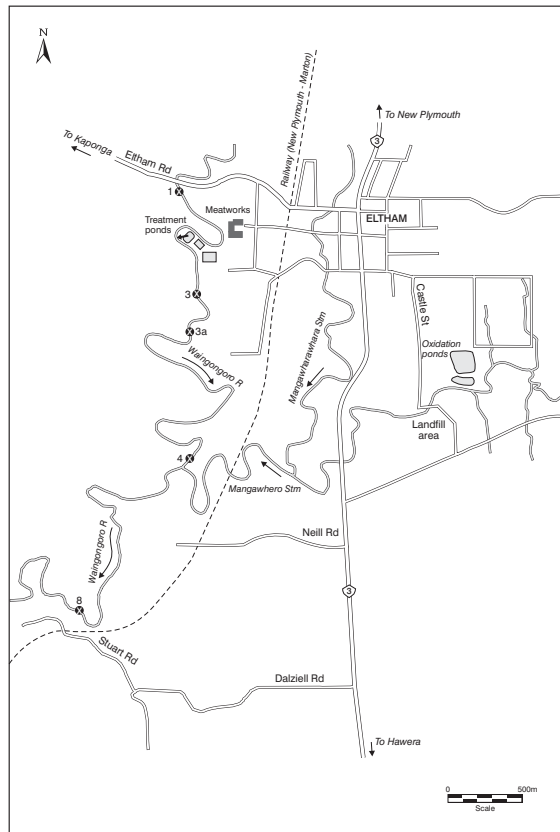 N
Railway (New Plymouth - Marton)
To New Plymouth
3
To Kaponga
Eltham Rd
1
Meatworks
ELTHAM
Treatment
ponds
3
Castle St
3a
Mangawharawhara Stm
Oxidation
ponds
Waingongoro R
Landfill
area
4
Mangawhero Stm
Neill Rd
Waingongoro R
3
8
Stuart Rd
Dalziell Rd
To Hawera
0 500m
Scale